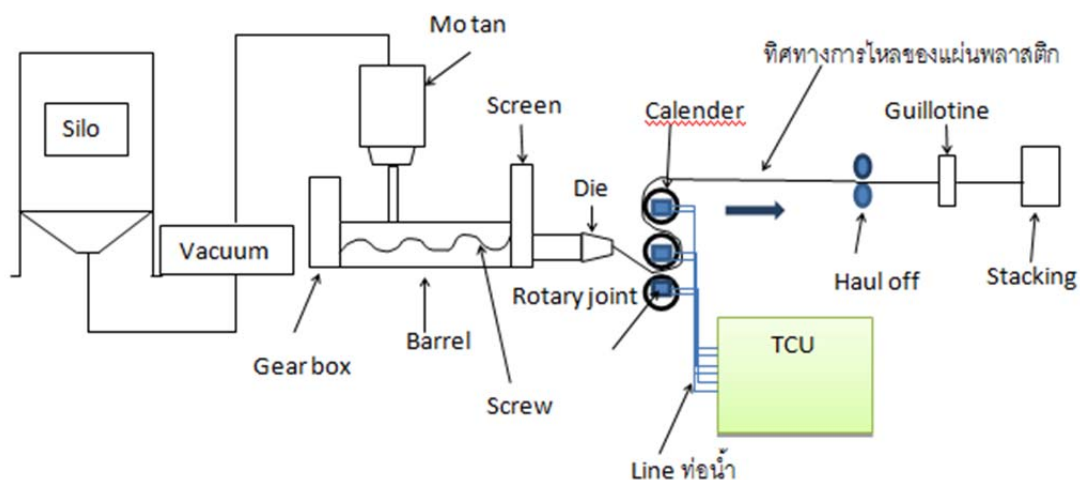 Mo tan
ทิศทางการไหลของแผ่นพลาสติก
Silo
Screen
Calender
Guillotine
Die
Vacuum
Rotary joint
Haul off
Stacking
Gear box
Barrel
TCU
Screw
Line ท่อน้ำ